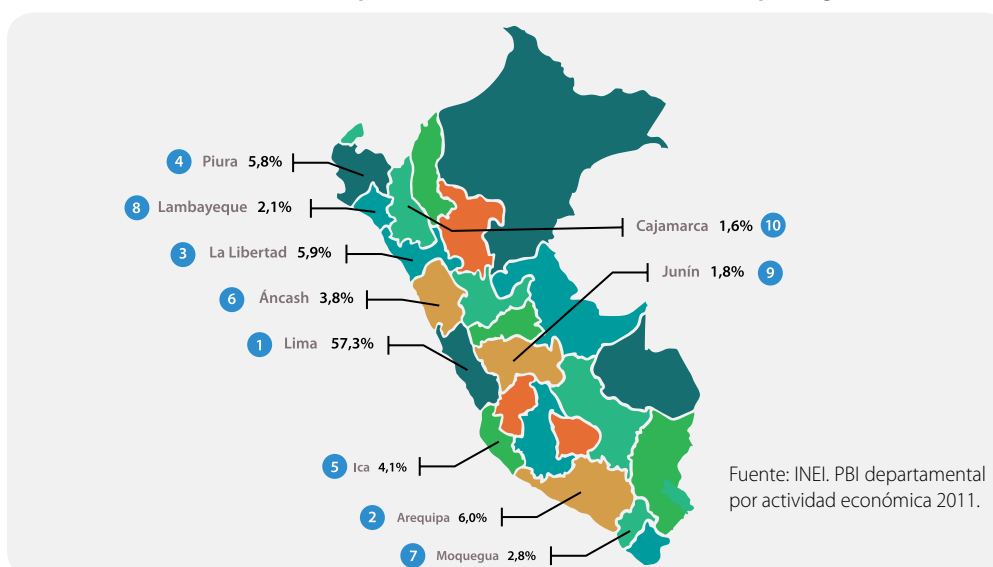 4 Piura 5,8%
8 Lambayeque 2,1%
3 La Libertad 5,9%
6 Áncash 3,8%
1 Lima 57,3%
5 Ica 4,1%
2 Arequipa 6,0%
7 Moquegua 2,8%
Cajamarca 1,6% 10
Junín 1,8% 9
Fuente: INEI. PBI departamental
por actividad económica 2011.